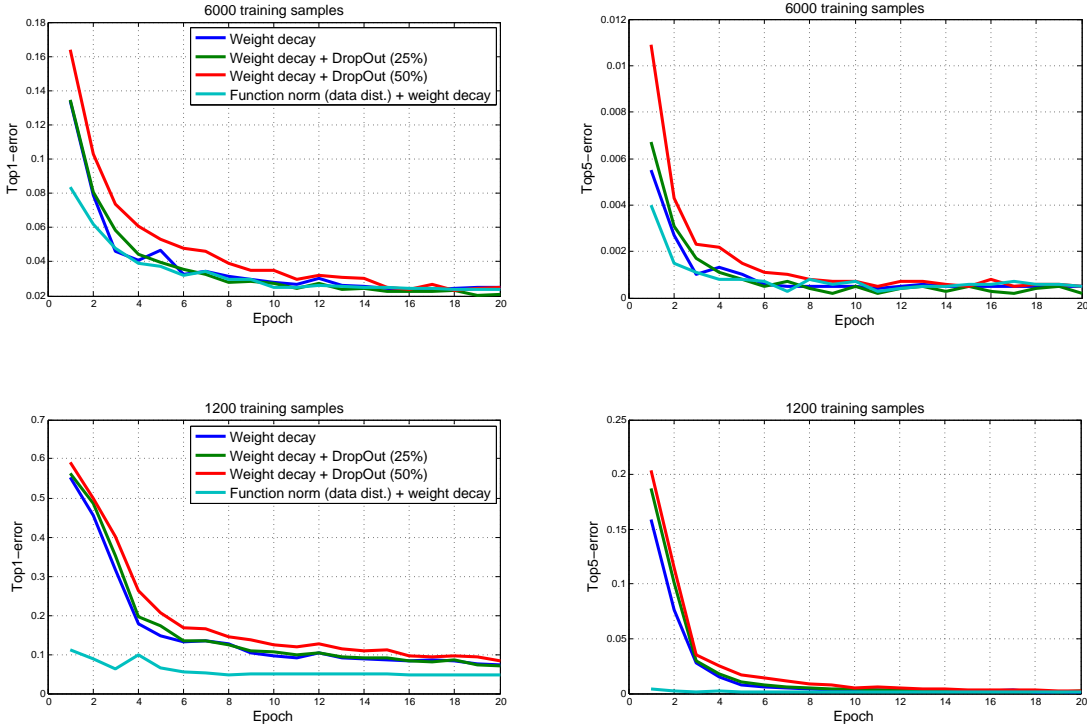 6000 training samples
0.18
0.16
0.14
0.12
0.1
0.08
0.06
0.04
0.02
Top1−error
0 2 4 6 8 10 12 14 16 18 20
Epoch
Weight decay
Weight decay + DropOut (25%)
Weight decay + DropOut (50%)
Function norm (data dist.) + weight decay
6000 training samples
0.012
0.01
0.008
0.006
0.004
0.002
0
Top5−error
0 2 4 6 8 10 12 14 16 18 20
Epoch
1200 training samples
0.7
0.6
0.5
0.4
0.3
0.2
0.1
0
Top1−error
0 2 4 6 8 10 12 14 16 18 20
Epoch
Weight decay
Weight decay + DropOut (25%)
Weight decay + DropOut (50%)
Function norm (data dist.) + weight decay
1200 training samples
0.25
0.2
0.15
0.1
0.05
0
Top5−error
0 2 4 6 8 10 12 14 16 18 20
Epoch